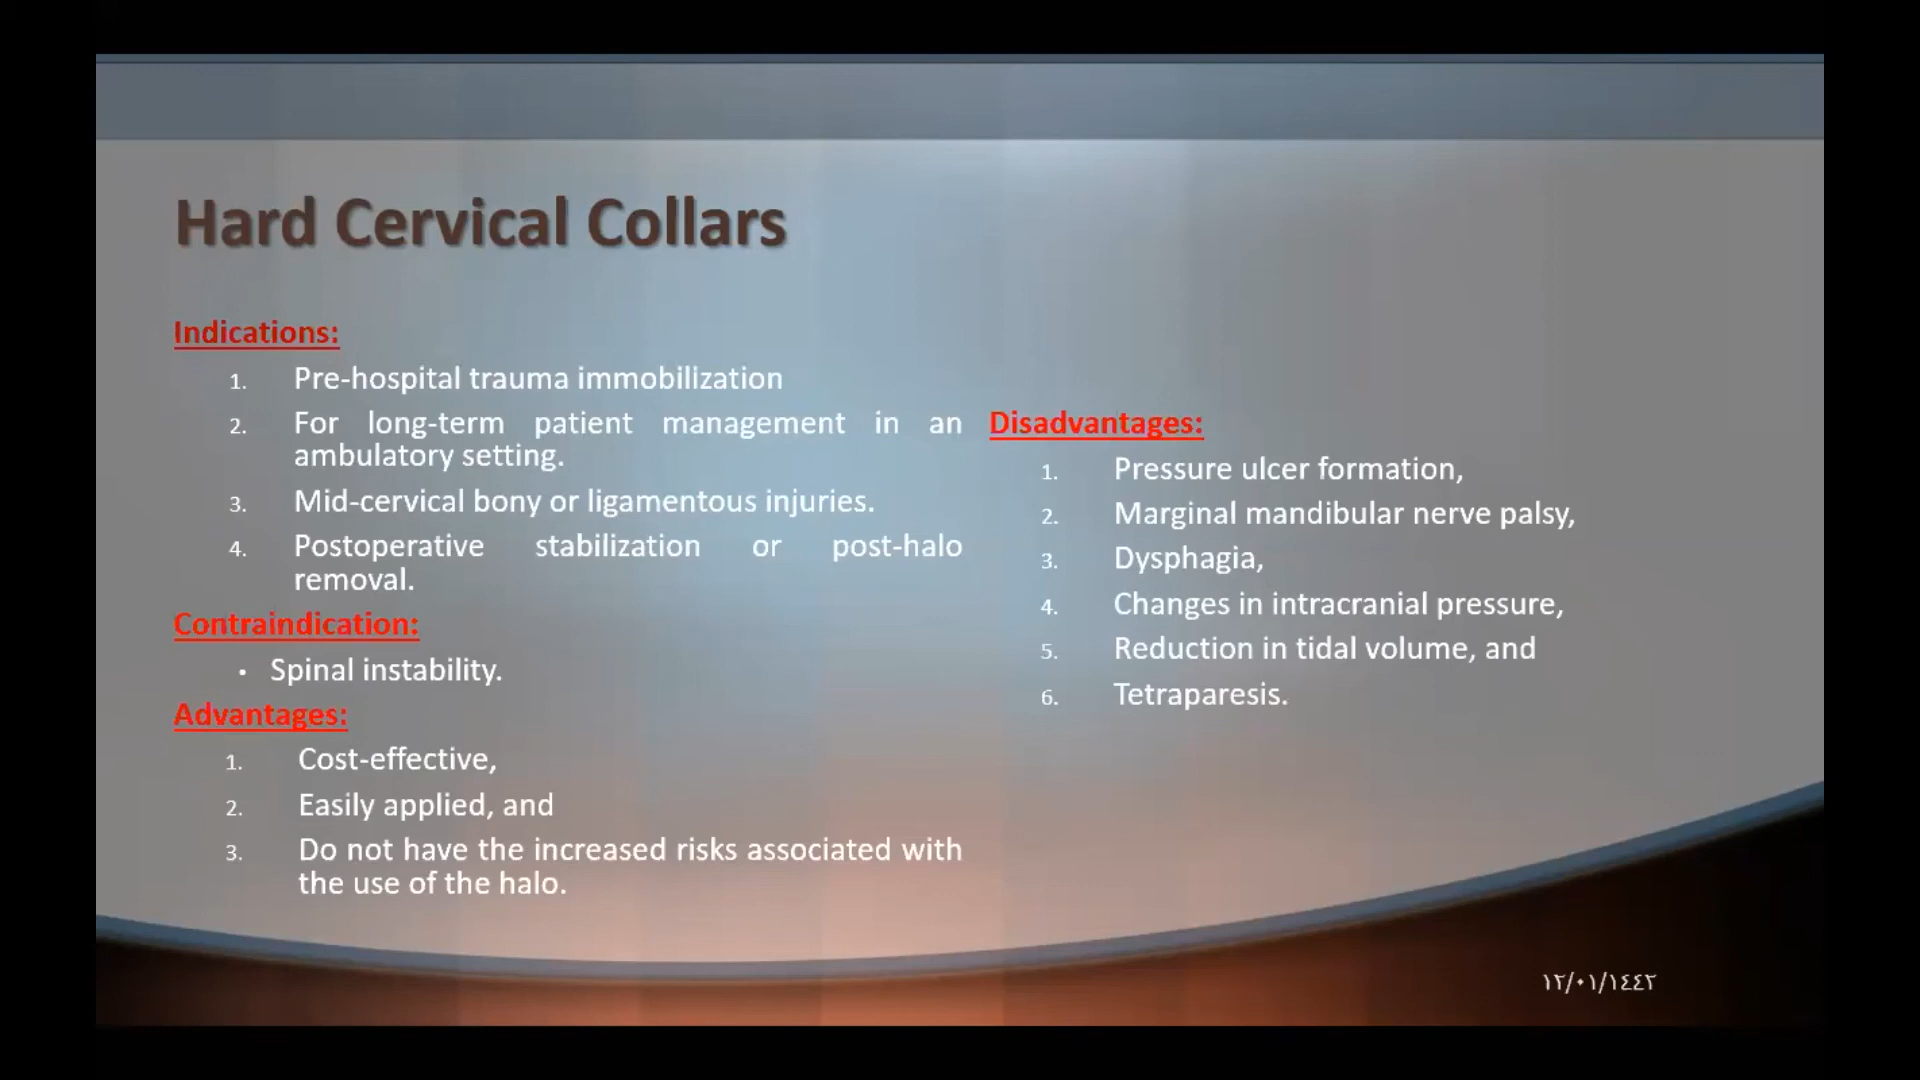 Hard Cervical Collars
Indications:
1. Pre-hospital trauma immobilization
2. For long-term patient management in an
ambulatory setting.
3. Mid-cervical bony or ligamentous injuries.
4. Postoperative stabilization or post-halo
removal.
Contraindication:
• Spinal instability.
Advantages:
1. Cost-effective,
2. Easily applied, and
3. Do not have the increased risks associated with
the use of the halo.
Disadvantages:
1. Pressure ulcer formation,
2. Marginal mandibular nerve palsy,
3. Dysphagia,
4. Changes in intracranial pressure,
5. Reduction in tidal volume, and
6. Tetraparesis.
١٢/٠١/١٤٤٢